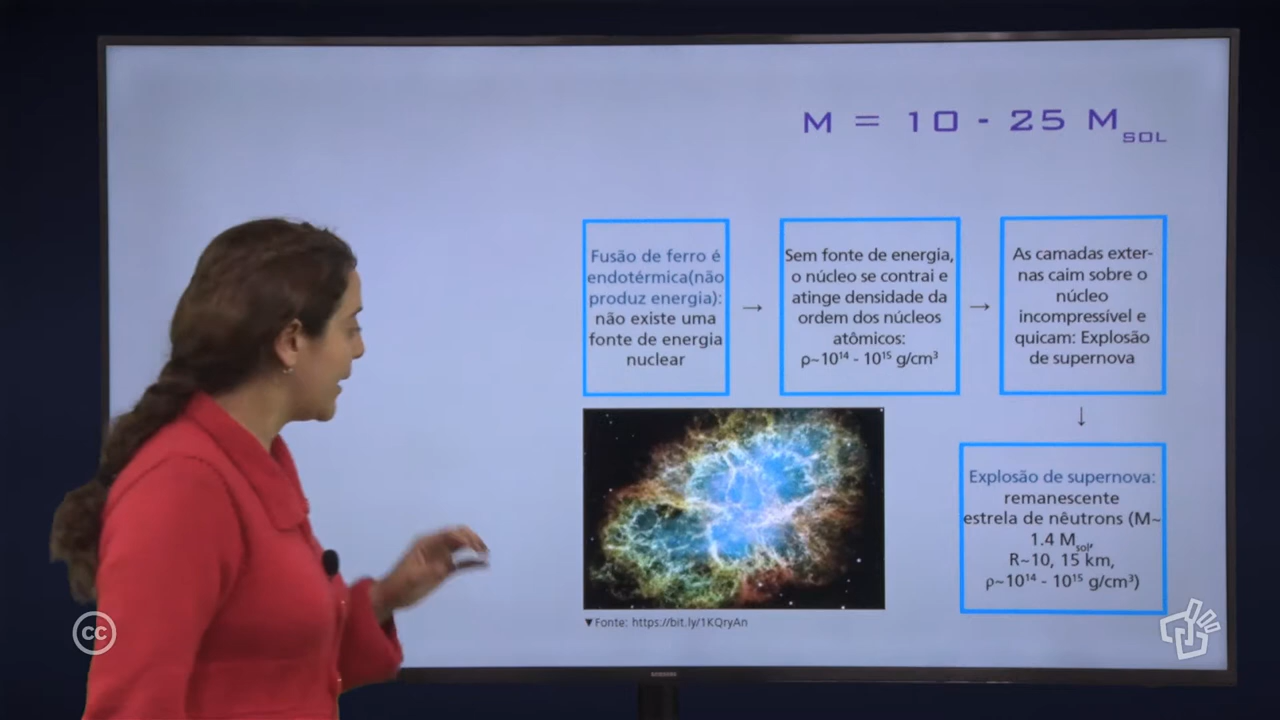 M = 10 - 25 M SOL
Fusão de ferro é
endotérmica(não
produz energia):
não existe uma
fonte de energia
nuclear
→
Sem fonte de energia,
o núcleo se contrai e
atinge densidade da
ordem dos núcleos
atômicos:
ρ~10¹⁴ - 10¹⁵ g/cm³
→
As camadas exter-
nas caim sobre o
núcleo
incompressível e
quicam: Explosão
de supernova
↓
Explosão de supernova:
remanescente
estrela de nêutrons (M~
1.4 Msol,
R~10, 15 km,
ρ~10¹⁴ - 10¹⁵ g/cm³)
▼Fonte: https://bit.ly/1KQryAn
SAMSUNG
cc